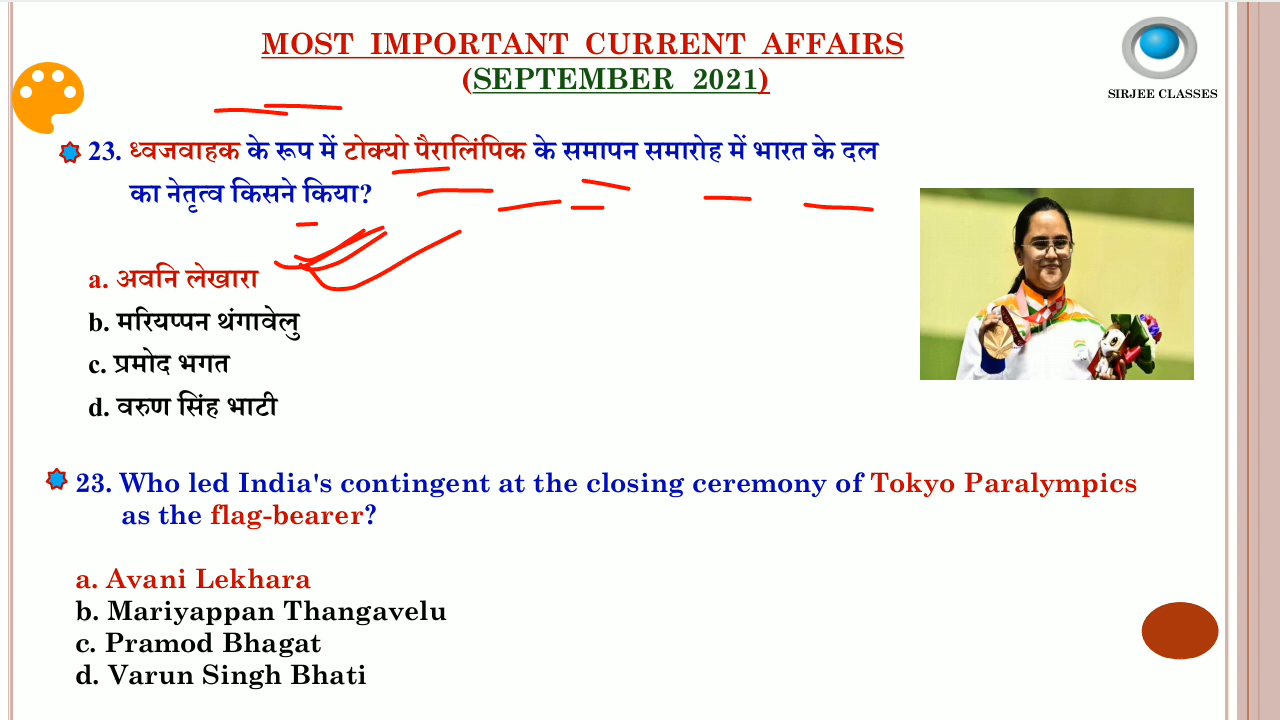 MOST IMPORTANT CURRENT AFFAIRS
(SEPTEMBER 2021)
SIRJEE CLASSES
23. ध्वजवाहक के रूप में टोक्यो पैरालिंपिक के समापन समारोह में भारत के दल
का नेतृत्व किसने किया?
a. अवनि लेखारा
b. मरियप्पन थंगावेलु
c. प्रमोद भगत
d. वरुण सिंह भाटी
23. Who led India's contingent at the closing ceremony of Tokyo Paralympics
as the flag-bearer?
a. Avani Lekhara
b. Mariyappan Thangavelu
c. Pramod Bhagat
d. Varun Singh Bhati